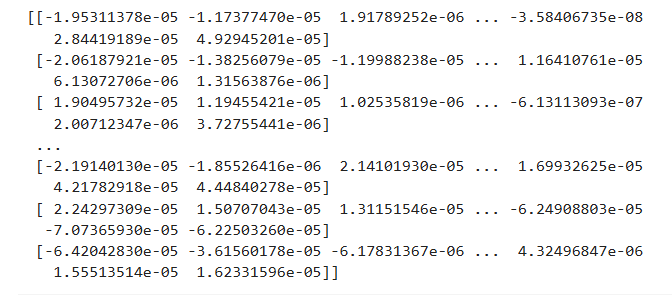 [[-1.95311378e-05 -1.17377470e-05  1.91789252e-06 ... -3.58406735e-08
   2.84419189e-05  4.92945201e-05]
 [-2.06187921e-05 -1.38256079e-05 -1.19988238e-05 ...  1.16410761e-05
   6.13072706e-06  1.31563876e-06]
 [ 1.90495732e-05  1.19455421e-05  1.02535819e-06 ... -6.13113093e-07
   2.00712347e-06  3.72755441e-06]
 ...
 [-2.19140130e-05 -1.85526416e-06  2.14101930e-05 ...  1.69932625e-05
   4.21782918e-05  4.44840278e-05]
 [ 2.24297309e-05  1.50707043e-05  1.31151546e-05 ... -6.24908803e-05
  -7.07365930e-05 -6.22503260e-05]
 [-6.42042830e-05 -3.61560178e-05 -6.17831367e-06 ...  4.32496847e-06
   1.55513514e-05  1.62331596e-05]]